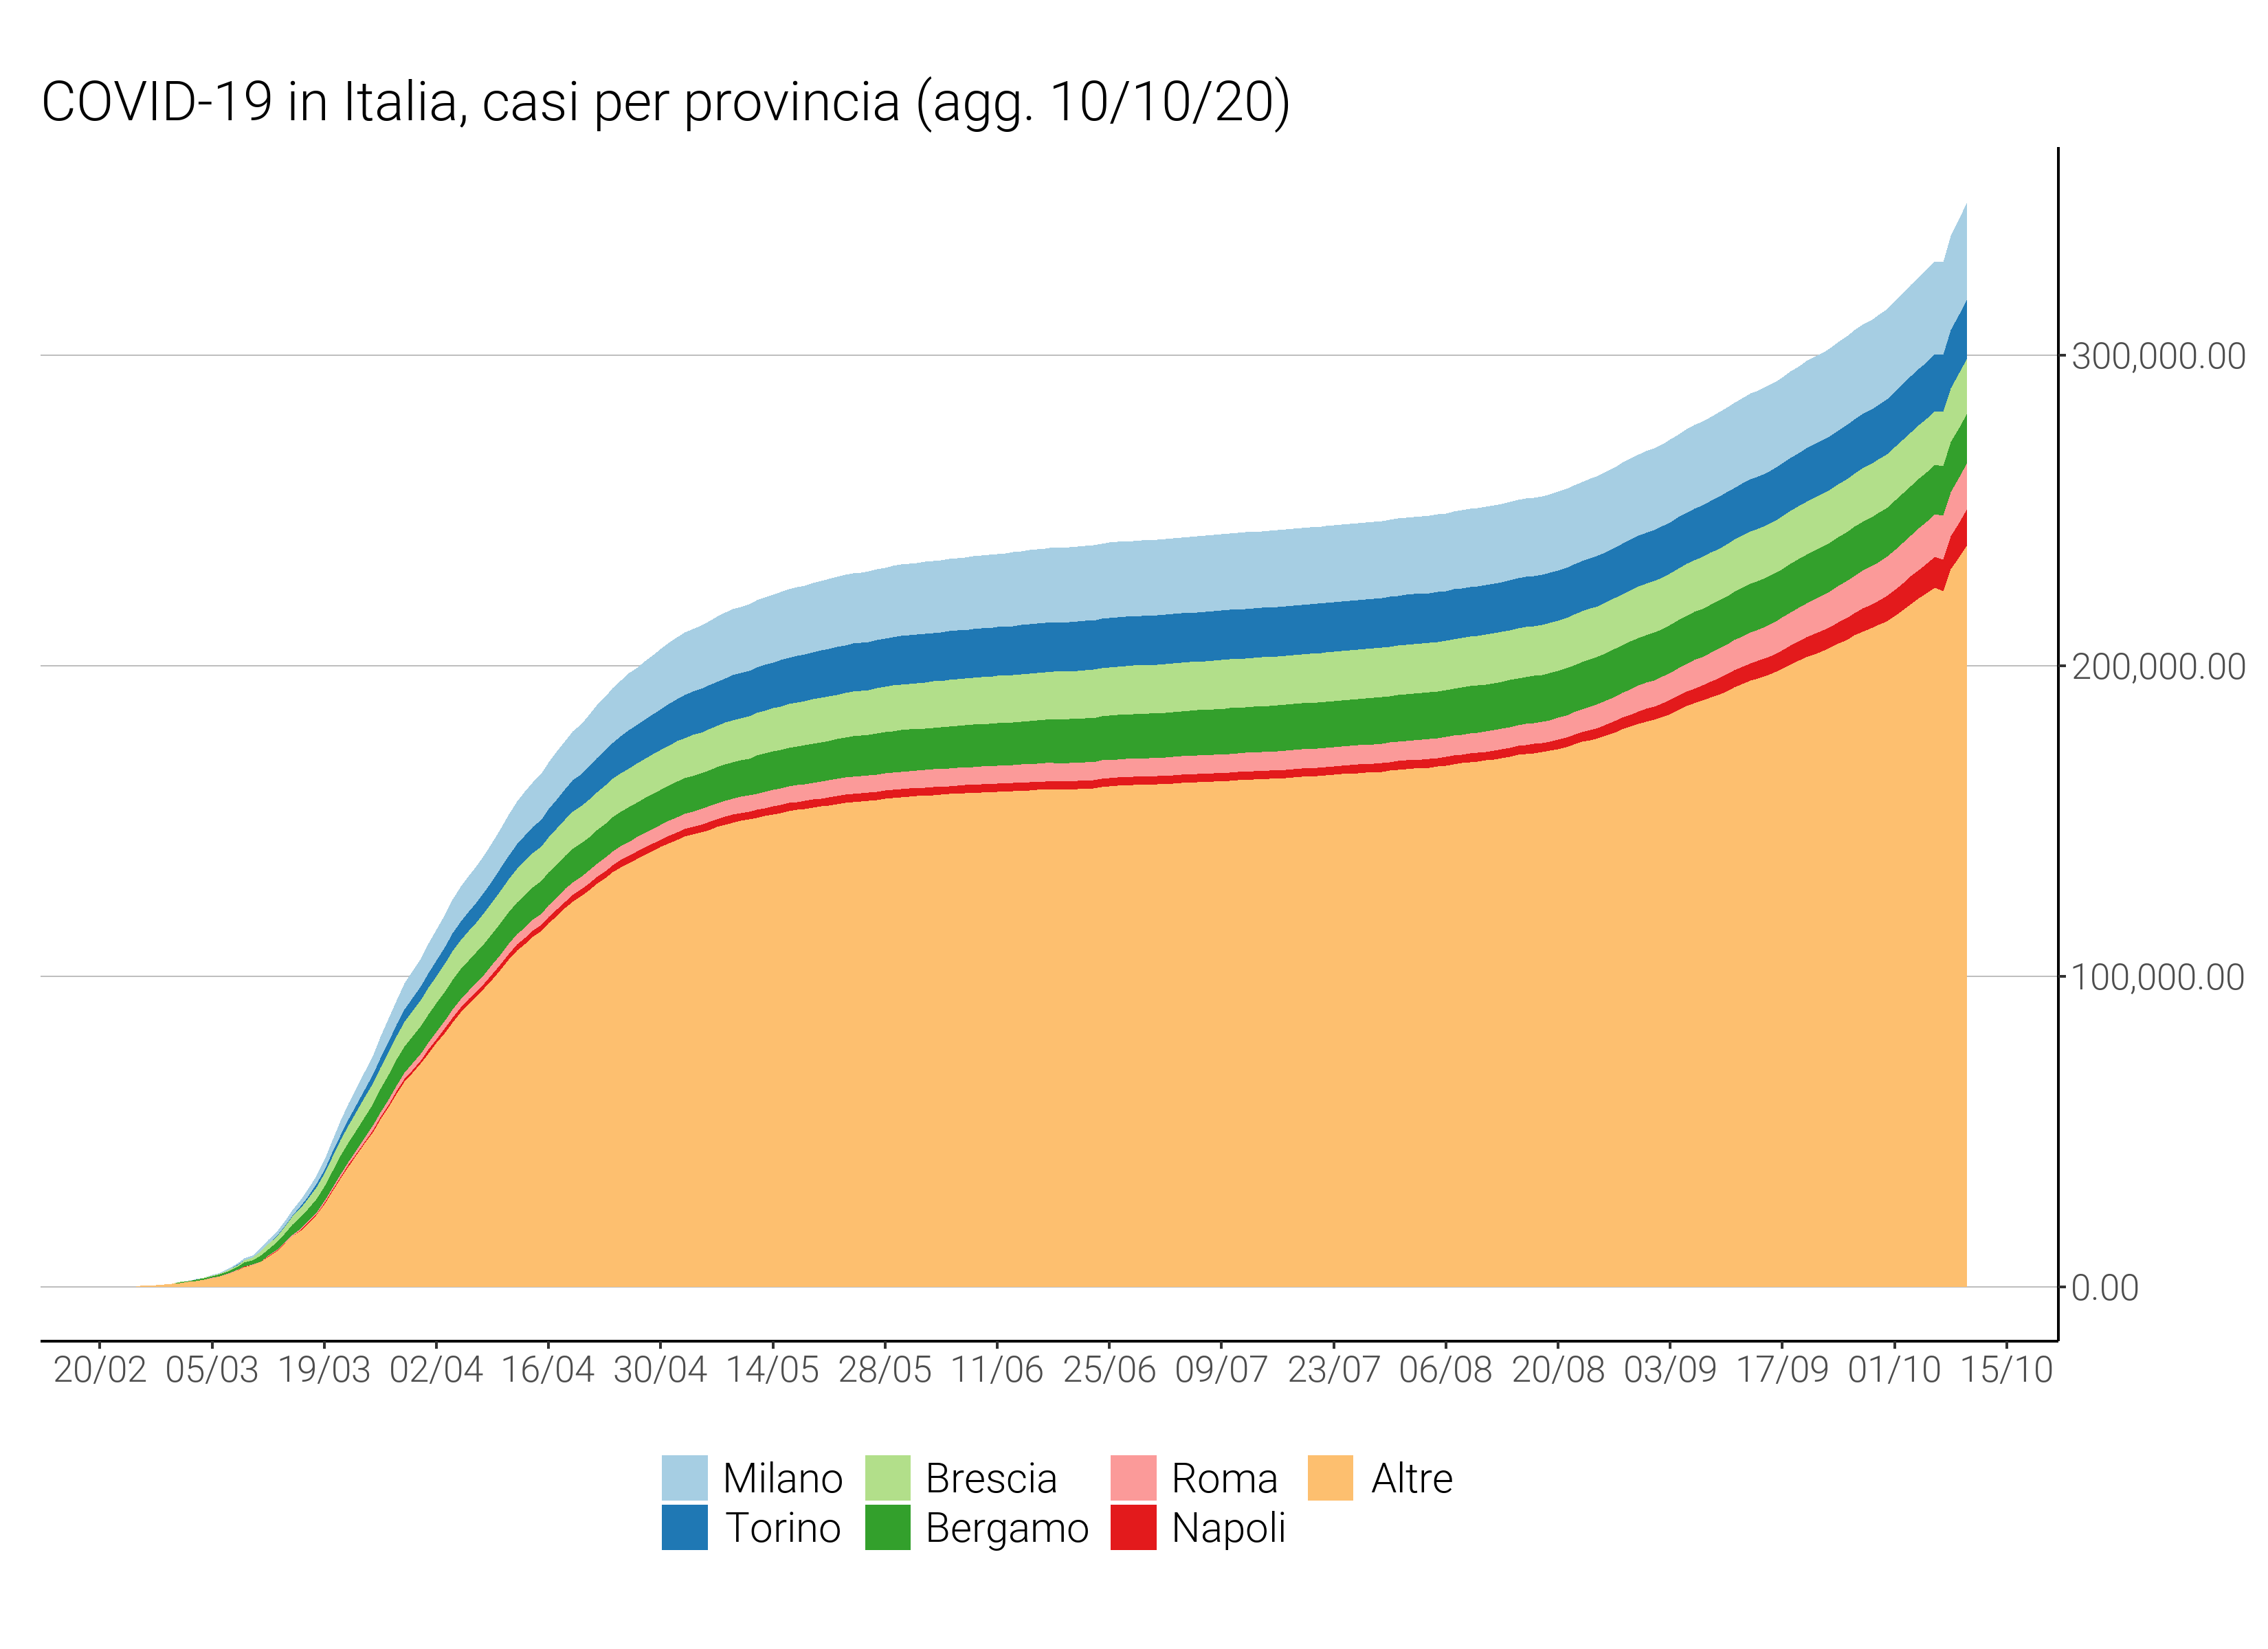 COVID-19 in Italia, casi per provincia (agg. 10/10/20)
300,000.00
200,000.00
100,000.00
0.00
20/02 05/03 19/03 02/04 16/04 30/04 14/05 28/05 11/06 25/06 09/07 23/07 06/08 20/08 03/09 17/09 01/10 15/10
Milano Brescia Roma Altre
Torino Bergamo Napoli